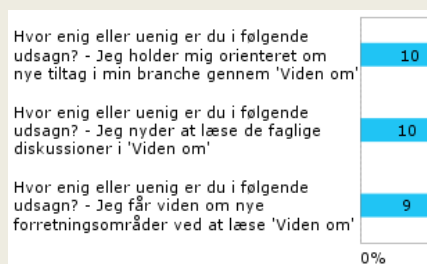 Hvor enig eller uenig er du i følgende
udsagn? - Jeg holder mig orienteret om
nye tiltag i min branche gennem 'Viden om'
10
Hvor enig eller uenig er du i følgende
udsagn? - Jeg nyder at læse de faglige
diskussioner i 'Viden om'
10
Hvor enig eller uenig er du i følgende
udsagn? - Jeg får viden om nye
forretningsområder ved at læse 'Viden om'
9
0%